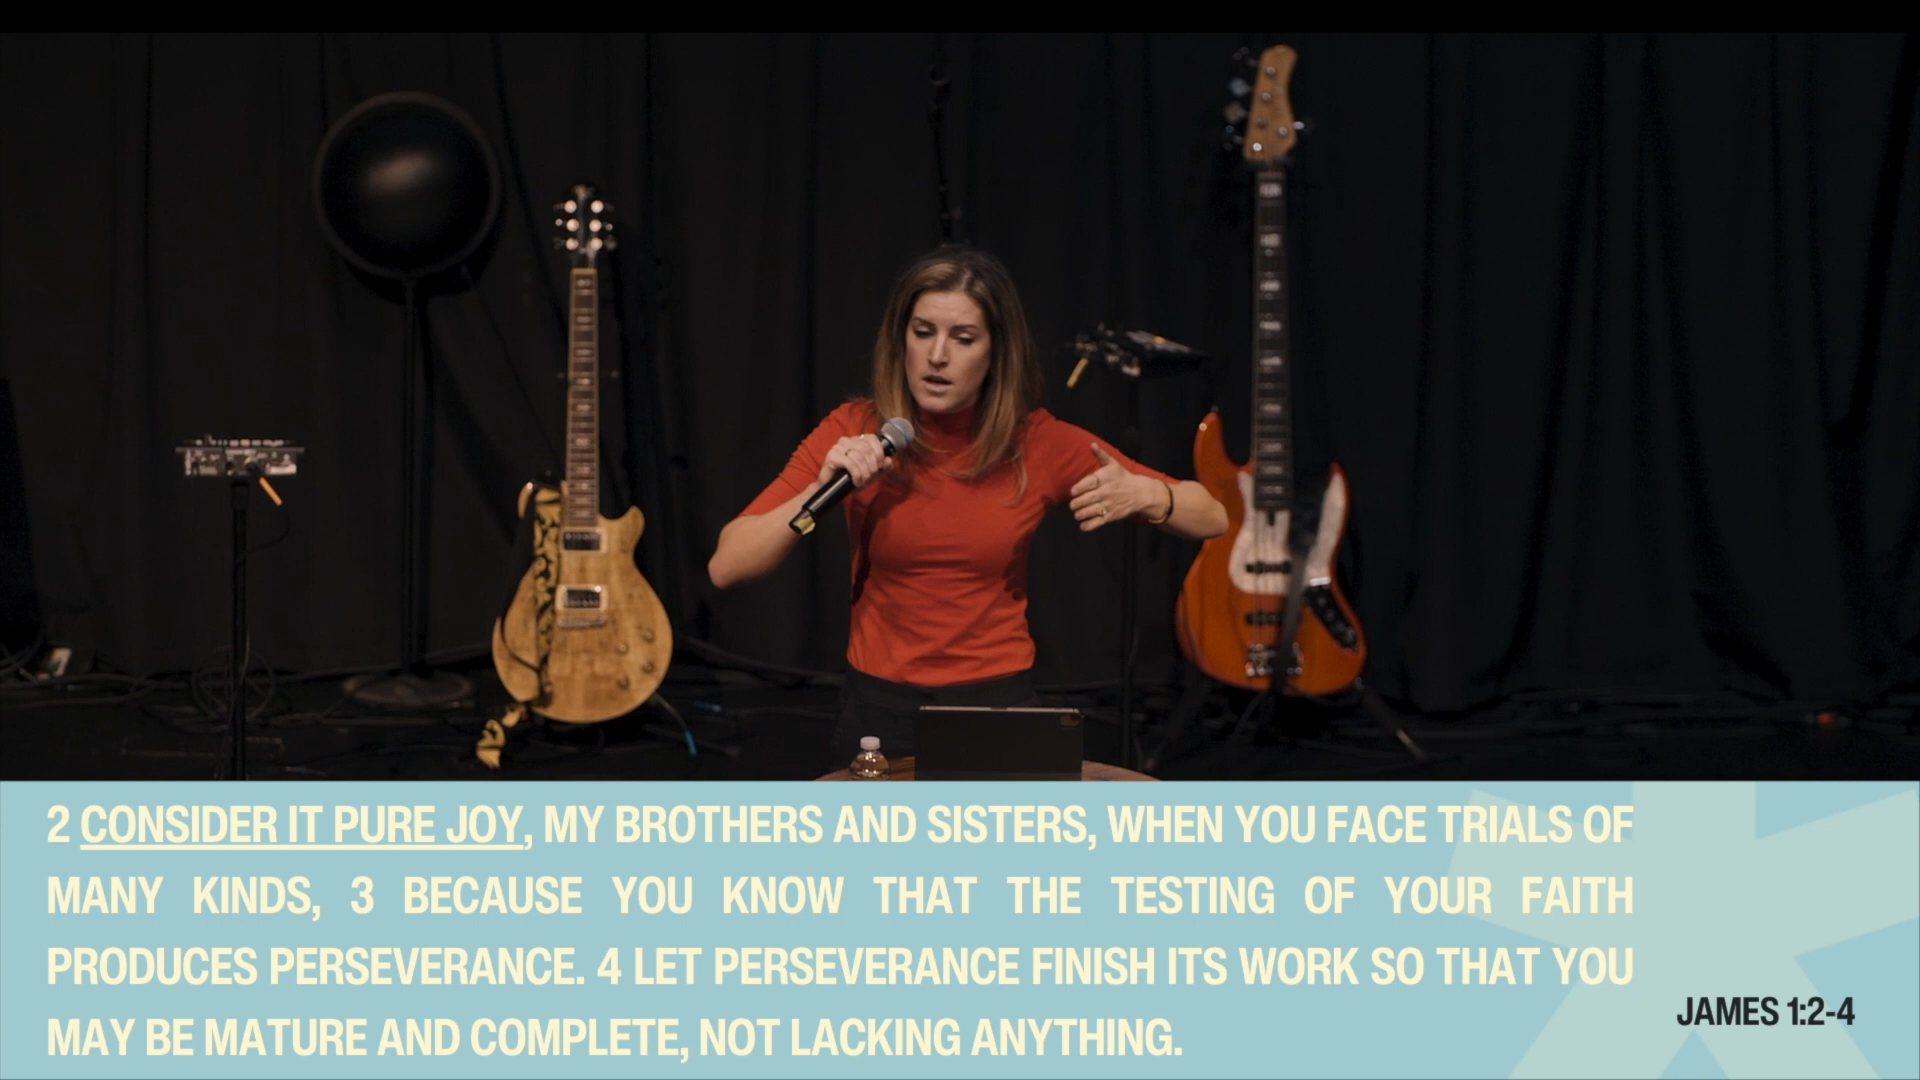 2 CONSIDER IT PURE JOY, MY BROTHERS AND SISTERS, WHEN YOU FACE TRIALS OF
MANY KINDS, 3 BECAUSE YOU KNOW THAT THE TESTING OF YOUR FAITH
PRODUCES PERSEVERANCE. 4 LET PERSEVERANCE FINISH ITS WORK SO THAT YOU
MAY BE MATURE AND COMPLETE, NOT LACKING ANYTHING.
JAMES 1:2-4